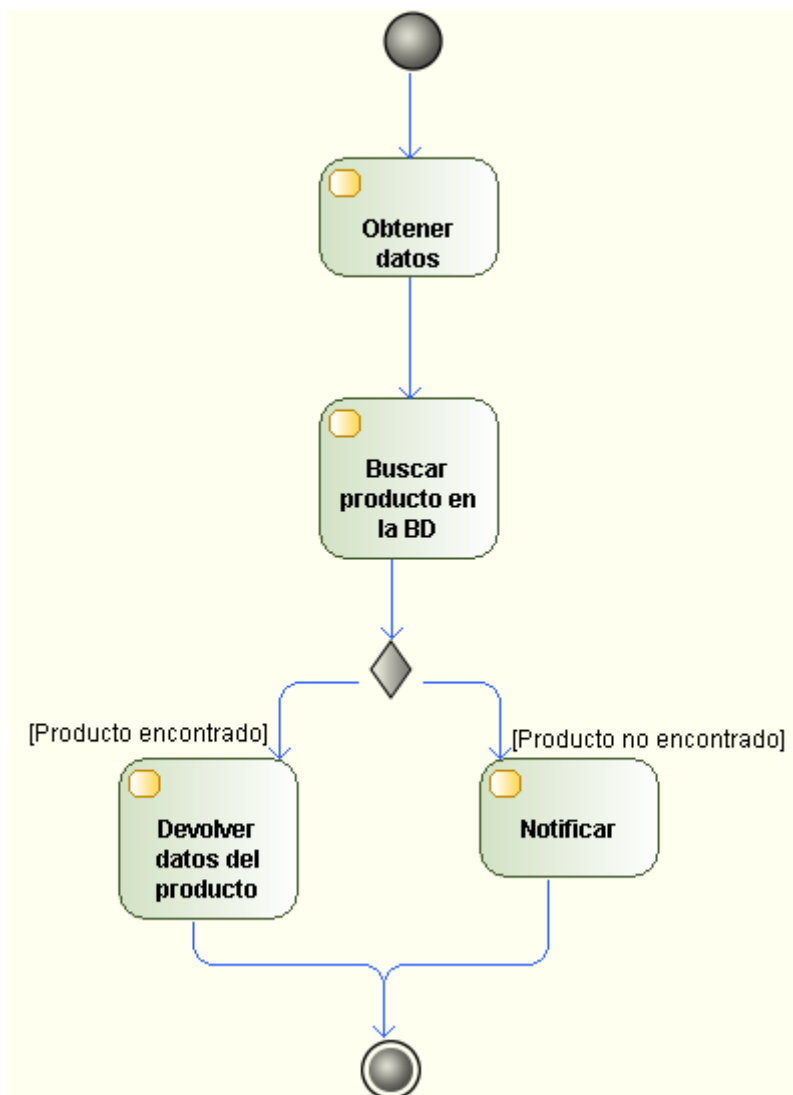 Obtener
datos
Buscar
producto en
la BD
[Producto encontrado]
[Producto no encontrado]
Devolver
datos del
producto
Notificar